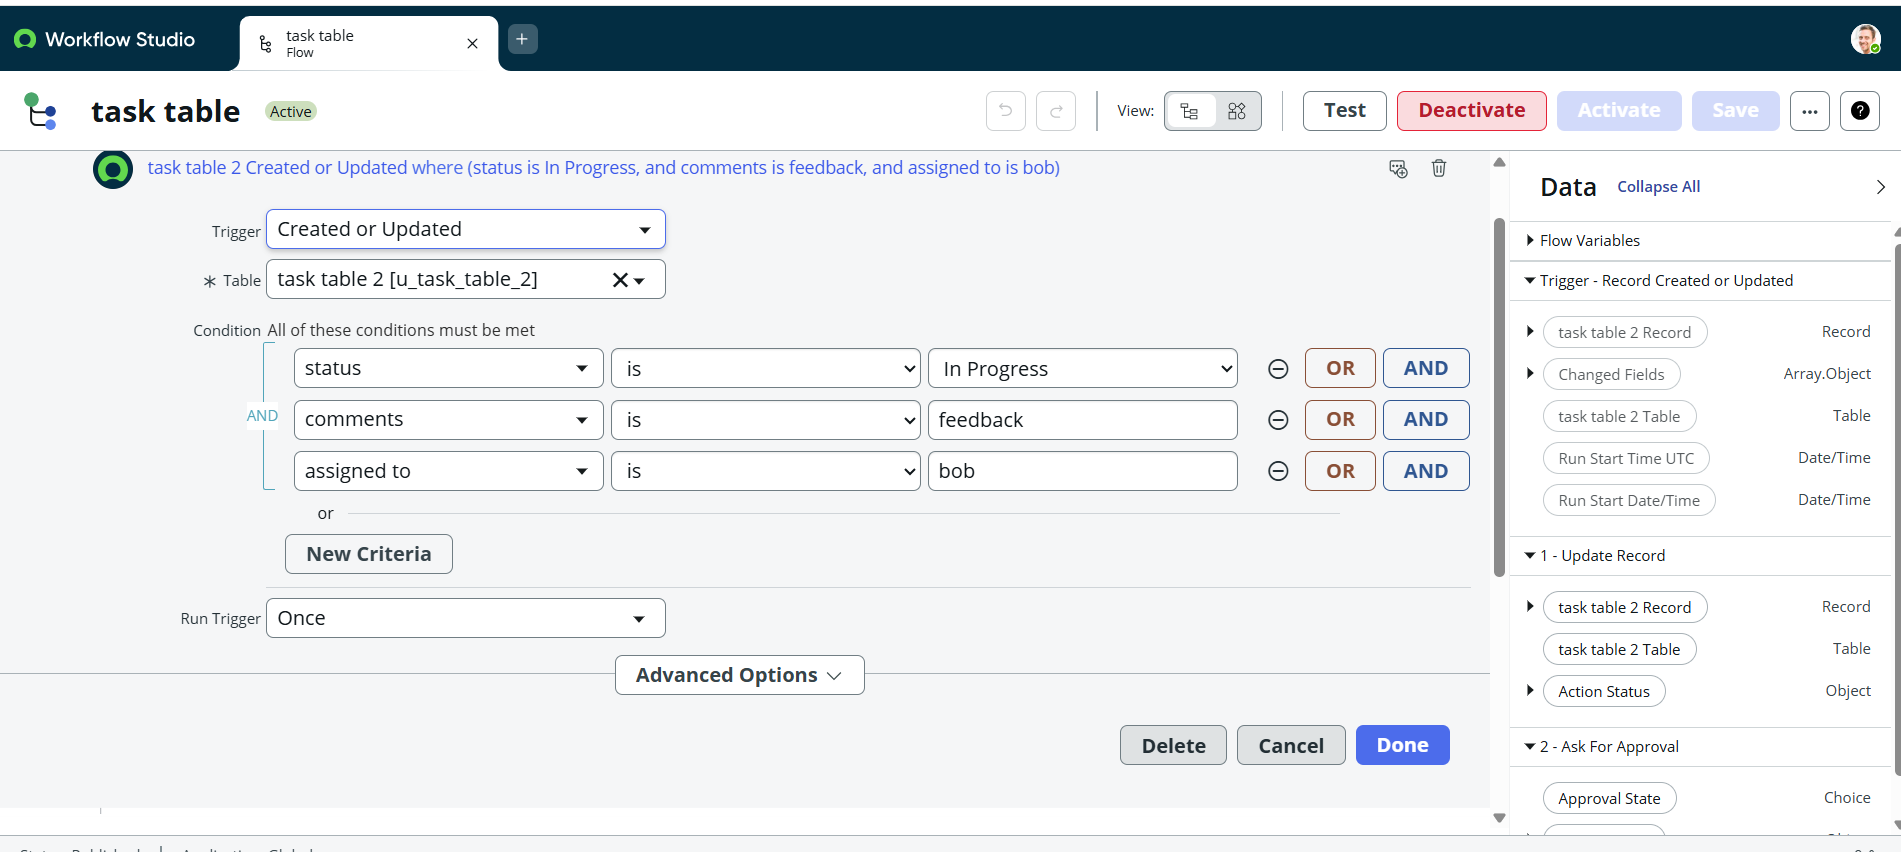 Workflow Studio
task table
Flow
task table
Active
View:
Test
Deactivate
Activate
Save
task table 2 Created or Updated where (status is In Progress, and comments is feedback, and assigned to is bob)
Trigger
Created or Updated
* Table
task table 2 [u_task_table_2]
Condition
All of these conditions must be met
AND
status
is
In Progress
OR
AND
comments
is
feedback
OR
AND
assigned to
is
bob
OR
AND
or
New Criteria
Run Trigger
Once
Advanced Options
Delete
Cancel
Done
Data
Collapse All
Flow Variables
Trigger - Record Created or Updated
task table 2 Record
Record
Changed Fields
Array.Object
task table 2 Table
Table
Run Start Time UTC
Date/Time
Run Start Date/Time
Date/Time
1 - Update Record
task table 2 Record
Record
task table 2 Table
Table
Action Status
Object
2 - Ask For Approval
Approval State
Choice